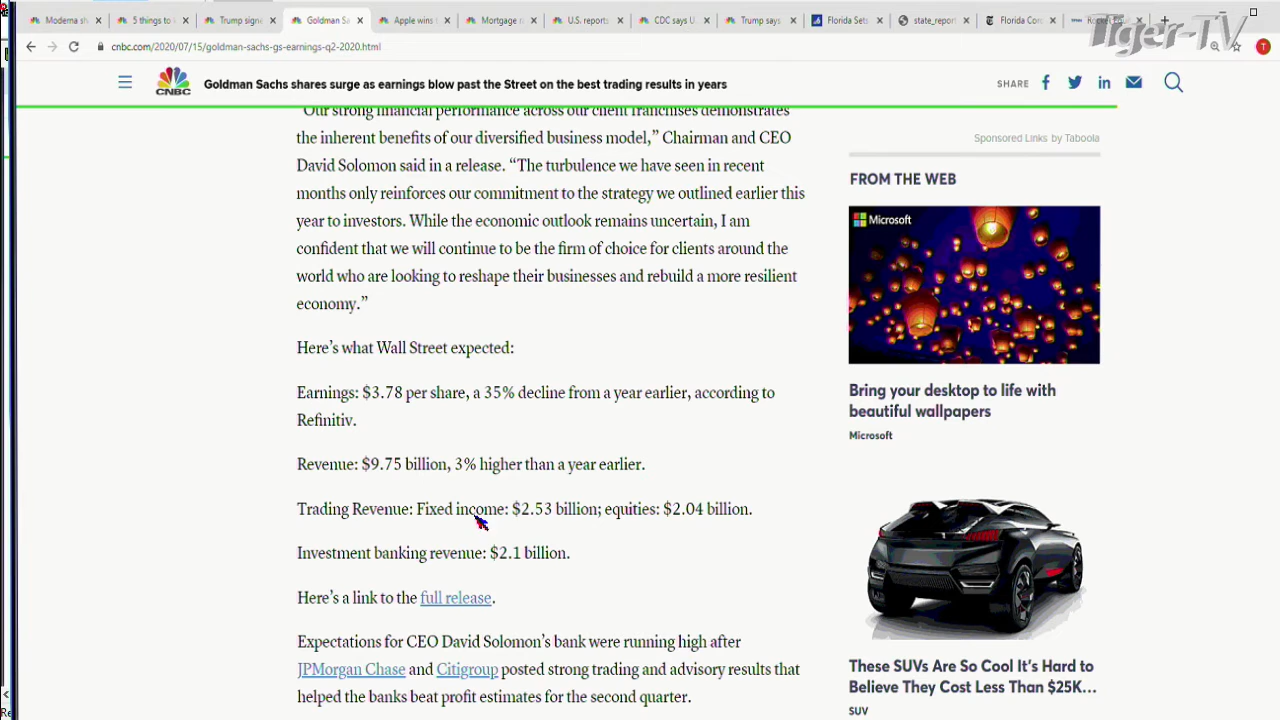 Moderna sh
5 things to k
Trump signe
Goldman Sa
Apple wins t
Mortgage r
U.S. reports
CDC says U
Trump says
Florida Sets
state_report
Florida Cor
Tiger-TV
cnbc.com/2020/07/15/goldman-sachs-gs-earnings-q2-2020.html
CNBC
Goldman Sachs shares surge as earnings blow past the Street on the best trading results in years
SHARE
"Our strong financial performance across our client franchises demonstrates
the inherent benefits of our diversified business model,” Chairman and CEO
David Solomon said in a release. “The turbulence we have seen in recent
months only reinforces our commitment to the strategy we outlined earlier this
year to investors. While the economic outlook remains uncertain, I am
confident that we will continue to be the firm of choice for clients around the
world who are looking to reshape their businesses and rebuild a more resilient
economy.”
Here’s what Wall Street expected:
Earnings: $3.78 per share, a 35% decline from a year earlier, according to
Refinitiv.
Revenue: $9.75 billion, 3% higher than a year earlier.
Trading Revenue: Fixed income: $2.53 billion; equities: $2.04 billion.
Investment banking revenue: $2.1 billion.
Here’s a link to the full release.
Expectations for CEO David Solomon’s bank were running high after
JPMorgan Chase and Citigroup posted strong trading and advisory results that
helped the banks beat profit estimates for the second quarter.
Sponsored Links by Taboola
FROM THE WEB
Microsoft
Bring your desktop to life with
beautiful wallpapers
Microsoft
These SUVs Are So Cool It's Hard to
Believe They Cost Less Than $25K...
SUV